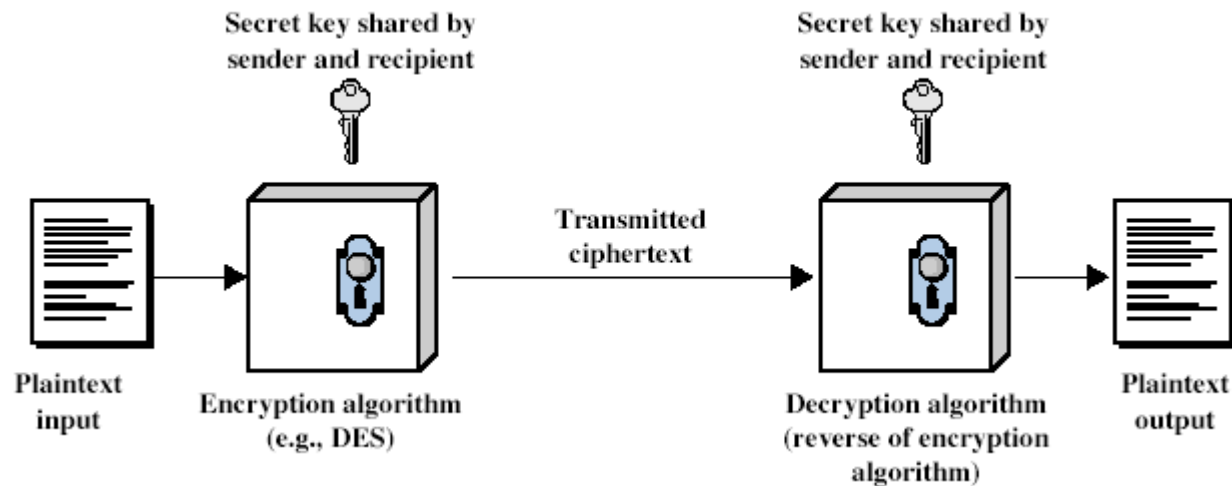 Secret key shared by
sender and recipient
Secret key shared by
sender and recipient
Transmitted
ciphertext
Plaintext
input
Encryption algorithm
(e.g., DES)
Decryption algorithm
(reverse of encryption
algorithm)
Plaintext
output